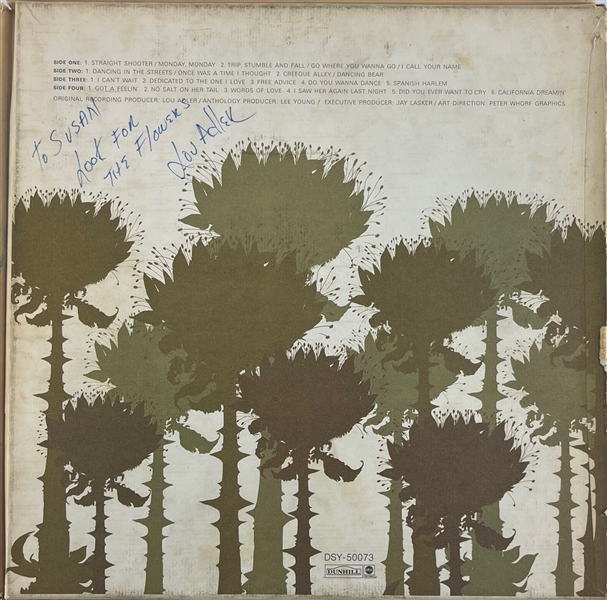 SIDE ONE: 1. STRAIGHT SHOOTER / MONDAY, MONDAY 2. TRIP, STUMBLE AND FALL / GO WHERE YOU WANNA GO / I CALL YOUR NAME
SIDE TWO: 1. DANCING IN THE STREETS / ONCE WAS A TIME I THOUGHT 2. CREEQUE ALLEY / DANCING BEAR
SIDE THREE: 1. I CAN'T WAIT 2. DEDICATED TO THE ONE I LOVE 3. FREE ADVICE 4. DO YOU WANNA DANCE 5. SPANISH HARLEM
SIDE FOUR: 1. GOT A FEELIN' 2. NO SALT ON HER TAIL 3. WORDS OF LOVE 4. I SAW HER AGAIN LAST NIGHT 5. DID YOU EVER WANT TO CRY 6. CALIFORNIA DREAMIN'
ORIGINAL RECORDING PRODUCER: LOU ADLER / ANTHOLOGY PRODUCER: LEE YOUNG / EXECUTIVE PRODUCER: JAY LASKER / ART DIRECTION: PETER WHORF GRAPHICS
To SUSAN
Look FOR
THE Flowers
Lou Adler
DSY-50073
DUNHILL
abc